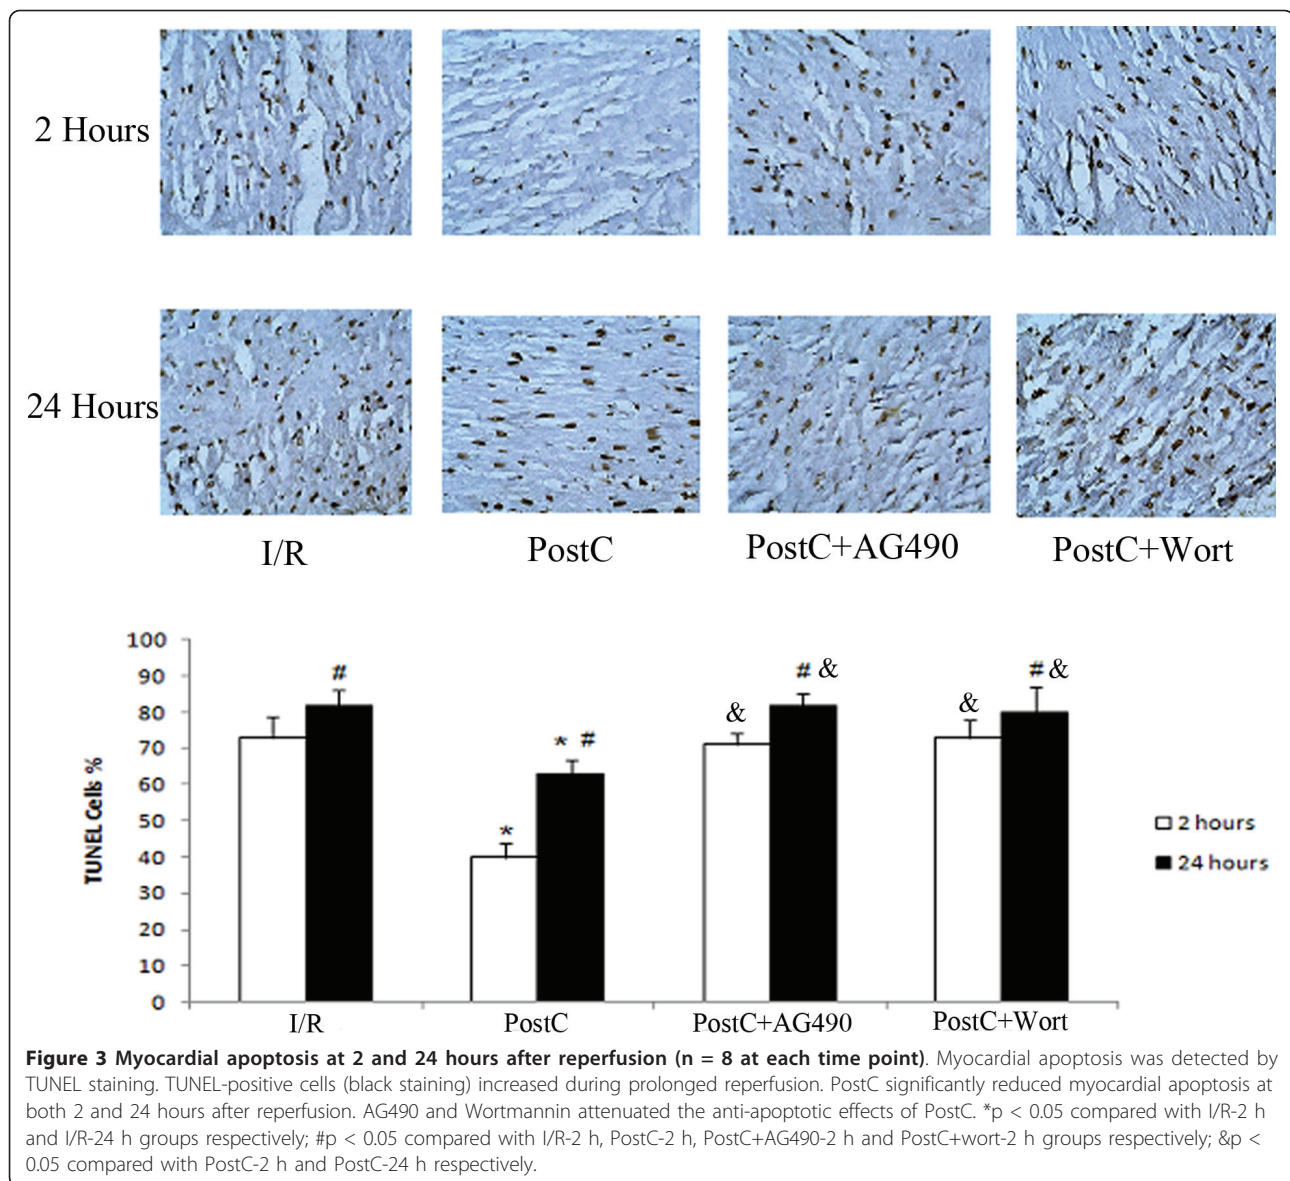 2 Hours
24 Hours
I/R PostC PostC+AG490 PostC+Wort
100
90
80
70
60
50
40
30
20
10
0
TUNEL Cells %
#
*
* #
&
# &
&
# &
2 hours
24 hours
I/R PostC PostC+AG490 PostC+Wort
Figure 3 Myocardial apoptosis at 2 and 24 hours after reperfusion (n = 8 at each time point). Myocardial apoptosis was detected by
TUNEL staining. TUNEL-positive cells (black staining) increased during prolonged reperfusion. PostC significantly reduced myocardial apoptosis at
both 2 and 24 hours after reperfusion. AG490 and Wortmannin attenuated the anti-apoptotic effects of PostC. *p < 0.05 compared with I/R-2 h
and I/R-24 h groups respectively; #p < 0.05 compared with I/R-2 h, PostC-2 h, PostC+AG490-2 h and PostC+wort-2 h groups respectively; &p <
0.05 compared with PostC-2 h and PostC-24 h respectively.